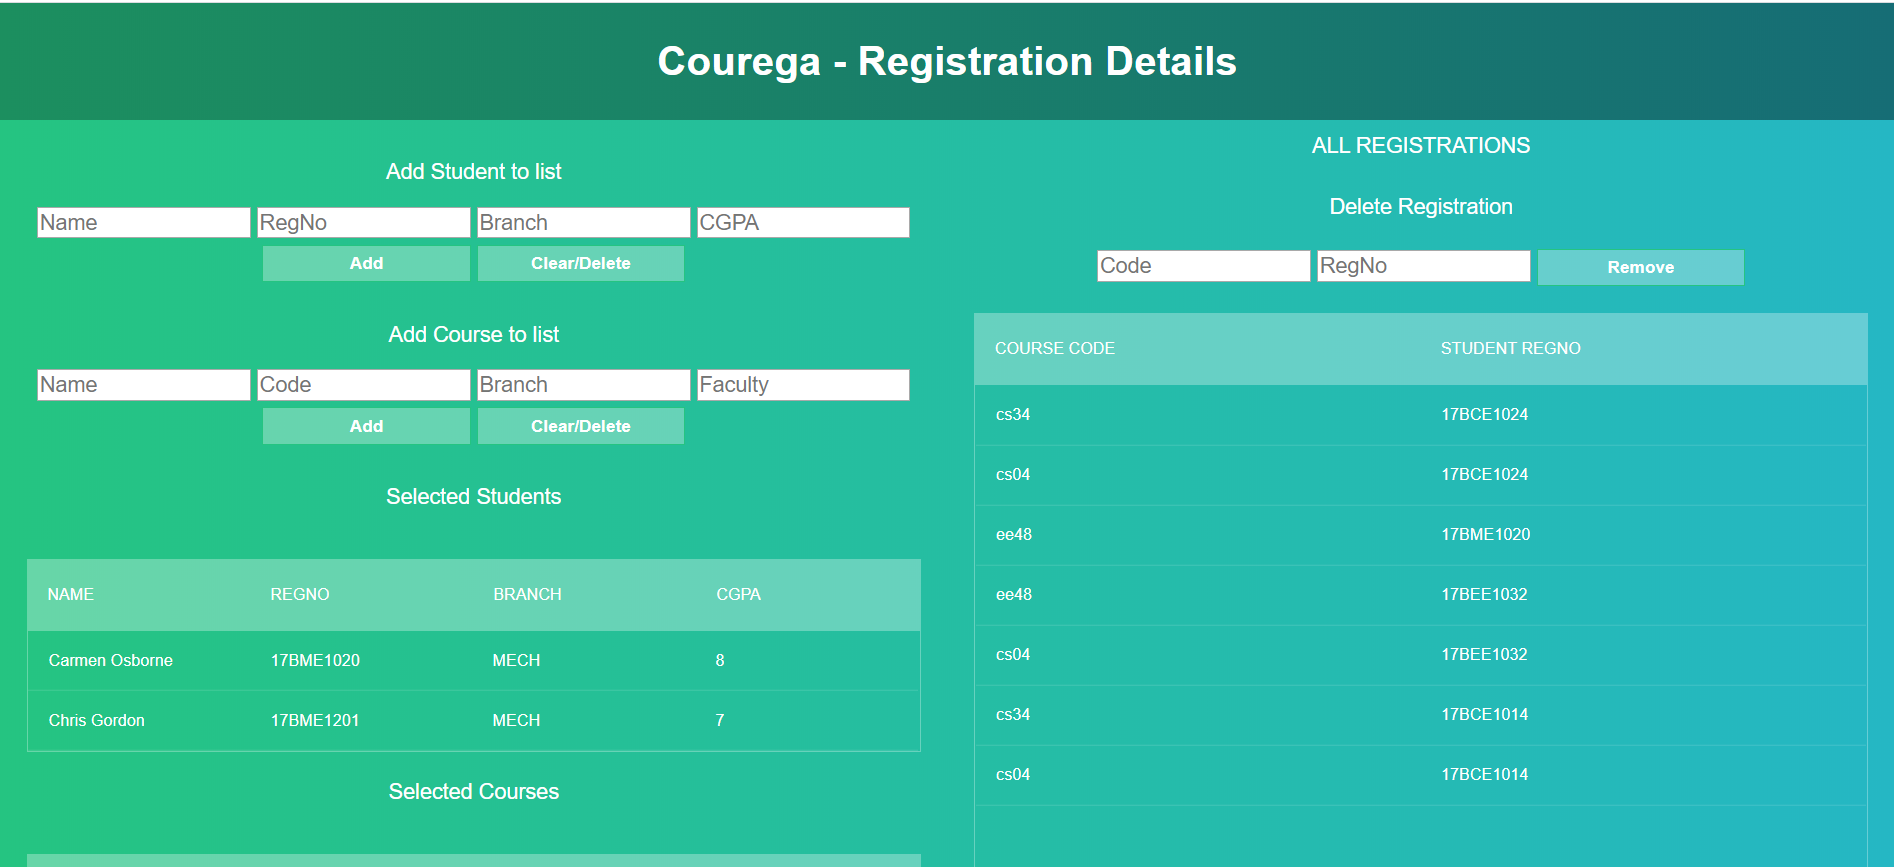 Courega - Registration Details
Add Student to list
Name RegNo Branch CGPA
Add Clear/Delete
Add Course to list
Name Code Branch Faculty
Add Clear/Delete
Selected Students
NAME REGNO BRANCH CGPA
Carmen Osborne 17BME1020 MECH 8
Chris Gordon 17BME1201 MECH 7
Selected Courses
ALL REGISTRATIONS
Delete Registration
Code RegNo Remove
COURSE CODE STUDENT REGNO
cs34 17BCE1024
cs04 17BCE1024
ee48 17BME1020
ee48 17BEE1032
cs04 17BEE1032
cs34 17BCE1014
cs04 17BCE1014